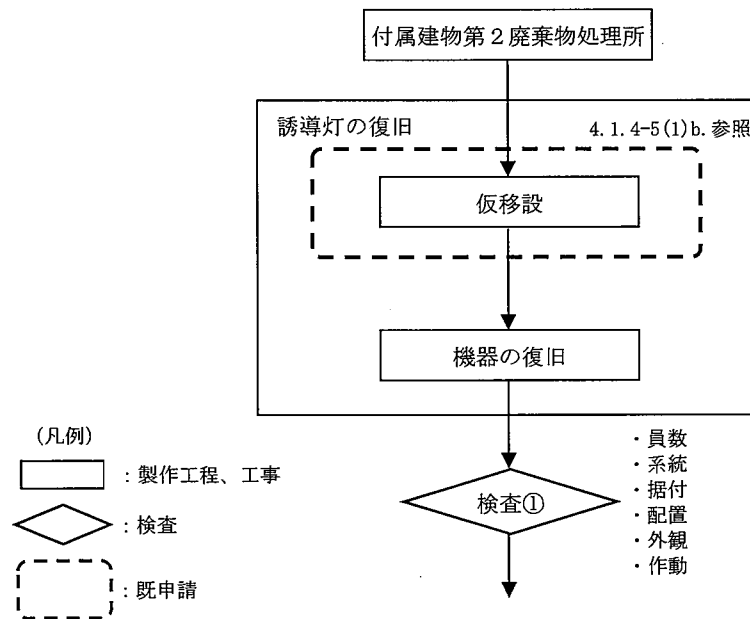 付属建物第2廃棄物処理所
誘導灯の復旧
4.1.4-5(1)b.参照
仮移設
機器の復旧
検査①
・員数
・系統
・据付
・配置
・外観
・作動
(凡例)
:製作工程、工事
:検査
:既申請